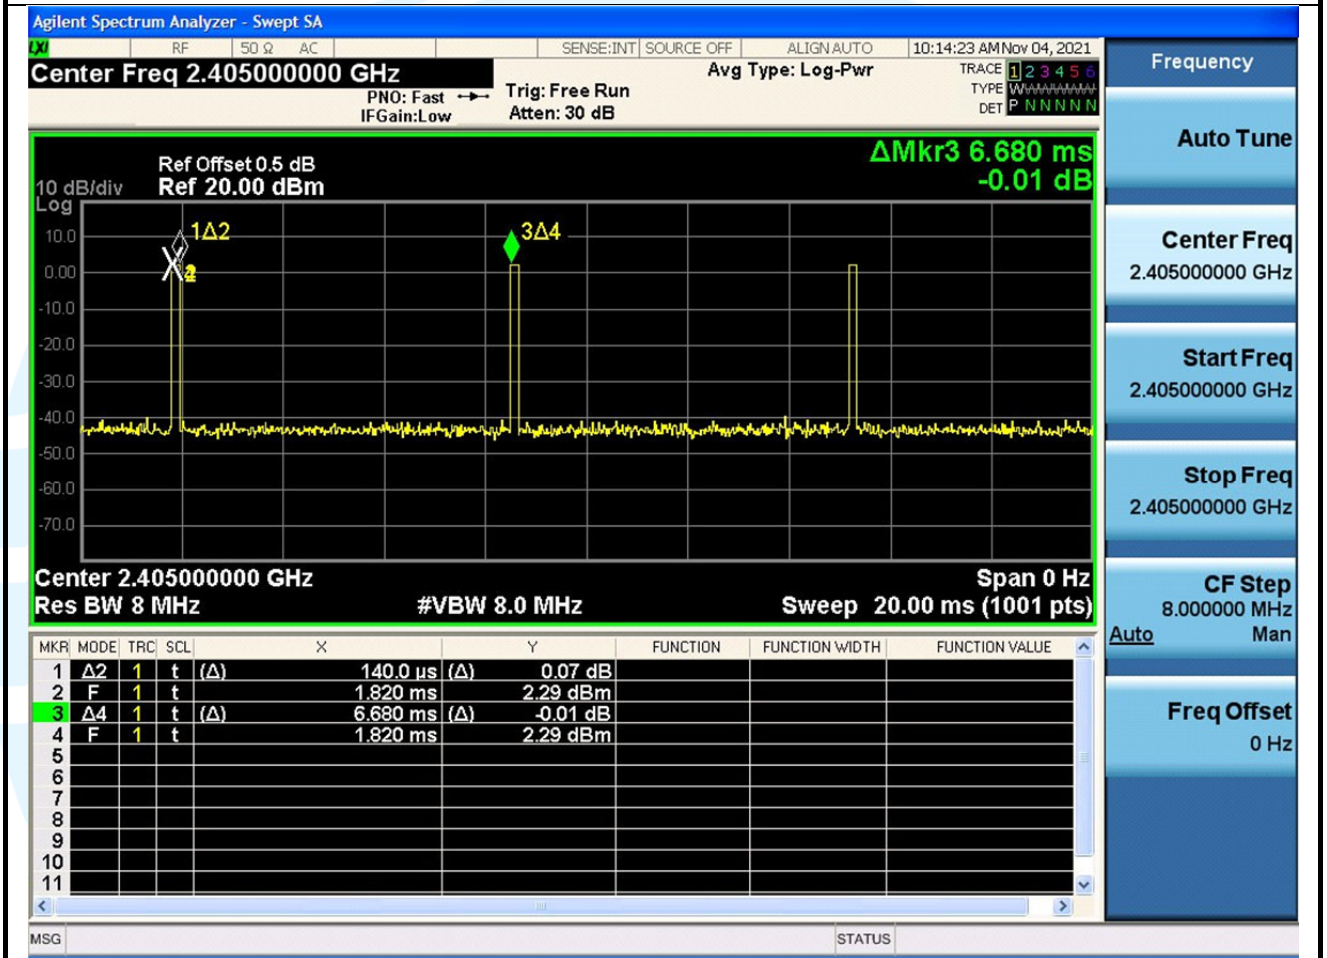 Agilent Spectrum Analyzer - Swept SA
LXI RF 50 Ω AC SENSE:INT SOURCE OFF ALIGN AUTO 10:14:23 AM Nov 04, 2021
Center Freq 2.405000000 GHz
Avg Type: Log-Pwr
TRACE 1 2 3 4 5 6
PNO: Fast
Trig: Free Run
TYPE W
IFGain:Low
Atten: 30 dB
DET P N N N N N
ΔMkr3 6.680 ms
-0.01 dB
Ref Offset 0.5 dB
10 dB/div Ref 20.00 dBm
Log
1Δ2
3Δ4
10.0
0.00
-10.0
-20.0
-30.0
-40.0
-50.0
-60.0
-70.0
Center 2.405000000 GHz Span 0 Hz
Res BW 8 MHz #VBW 8.0 MHz Sweep 20.00 ms (1001 pts)
MKR MODE TRC SCL X Y FUNCTION FUNCTION WIDTH FUNCTION VALUE
1 Δ2 1 t (Δ) 140.0 µs (Δ) 0.07 dB
2 F 1 t 1.820 ms 2.29 dBm
3 Δ4 1 t (Δ) 6.680 ms (Δ) -0.01 dB
4 F 1 t 1.820 ms 2.29 dBm
5
6
7
8
9
10
11
MSG STATUS
Frequency
Auto Tune
Center Freq
2.405000000 GHz
Start Freq
2.405000000 GHz
Stop Freq
2.405000000 GHz
CF Step
8.000000 MHz
Auto Man
Freq Offset
0 Hz